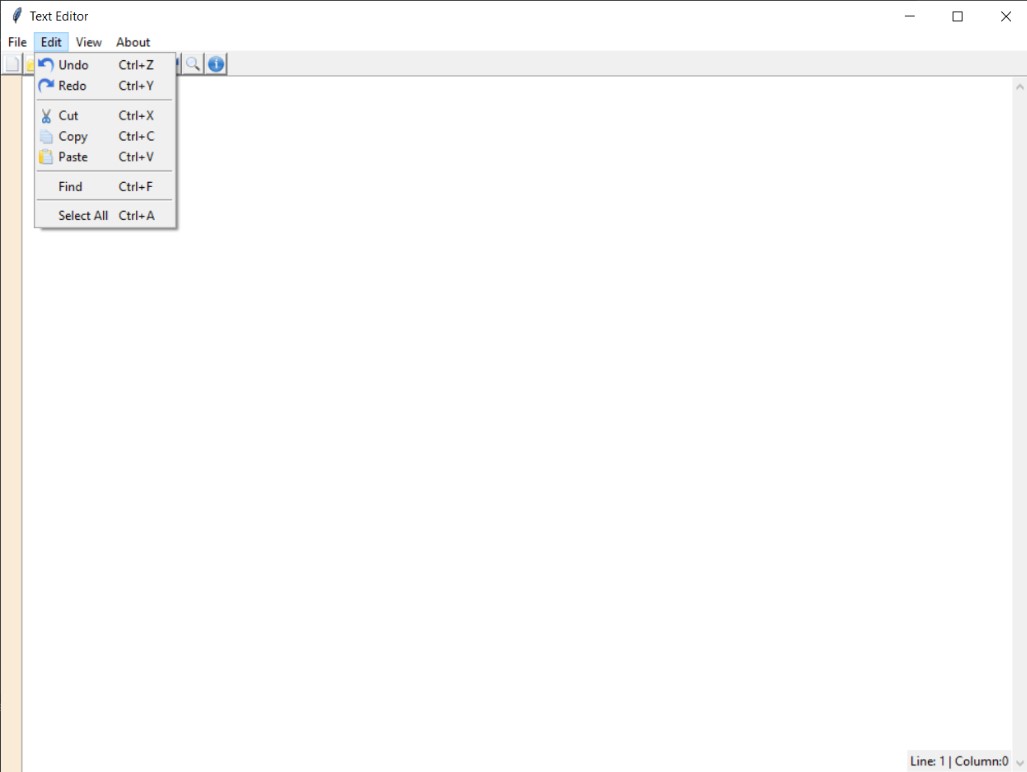 Text Editor
File Edit View About
Undo Ctrl+Z
Redo Ctrl+Y
Cut Ctrl+X
Copy Ctrl+C
Paste Ctrl+V
Find Ctrl+F
Select All Ctrl+A
Line: 1 | Column:0